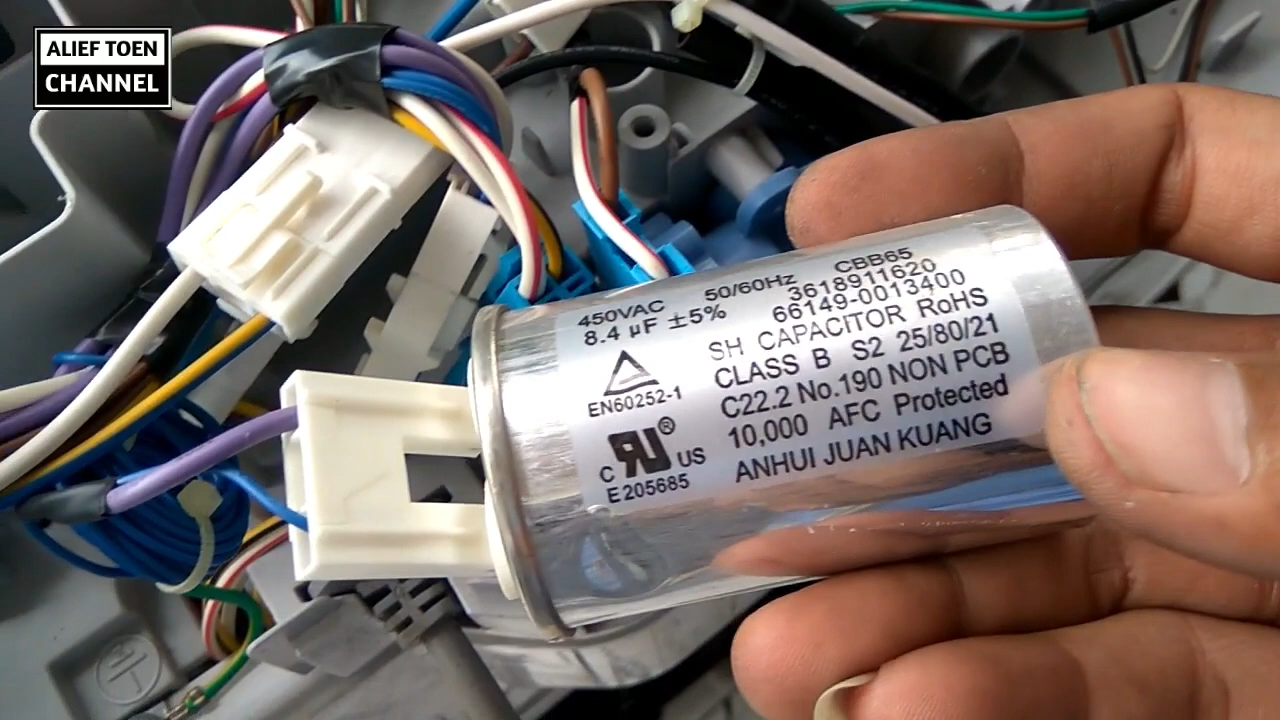 ALIEF TOEN
CHANNEL
450VAC 50/60Hz CBB65
8.4 µF ±5% 3618911620
66149-0013400
SH CAPACITOR RoHS
CLASS B S2 25/80/21
EN60252-1
C22.2 No.190 NON PCB
10,000 AFC Protected
C RU® US
E205685
ANHUI JUAN KUANG